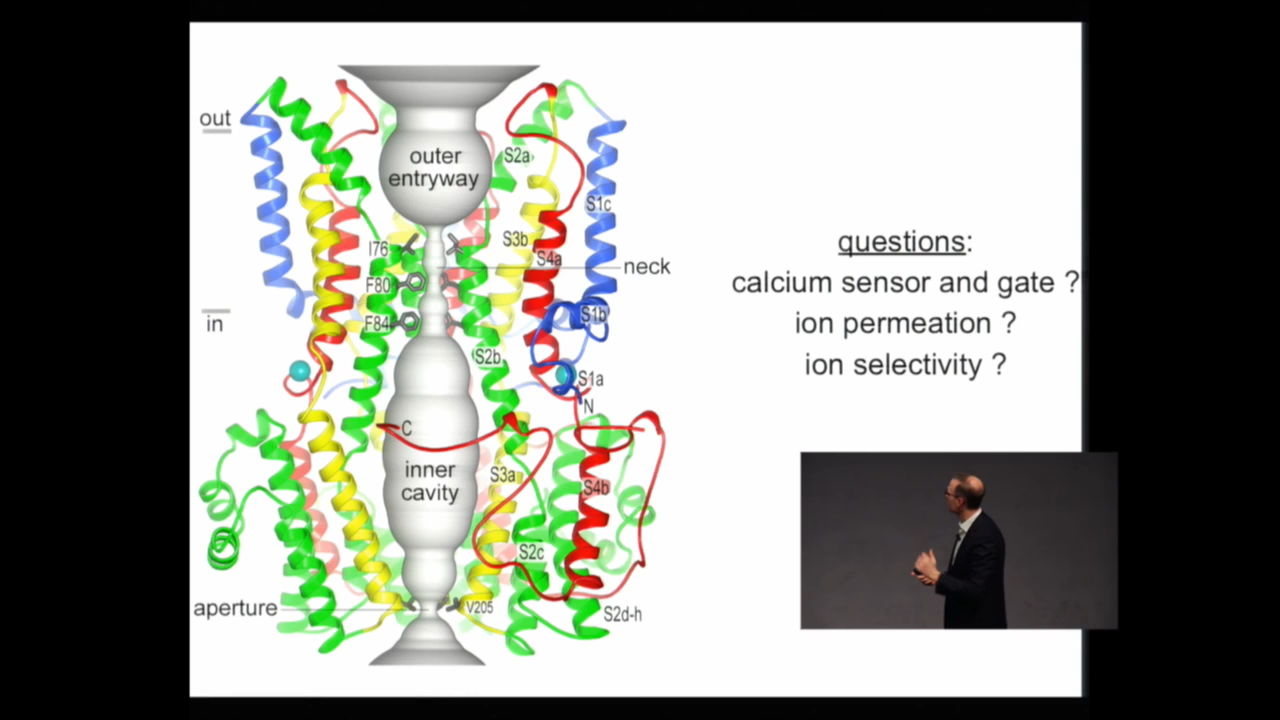 out
outer
entryway
S2a
S1c
I76
S3b
S4a
neck
F80
in
F84
S1b
S2b
S1a
N
C
inner
cavity
S3a
S4b
S2c
aperture
V205
S2d-h
questions:
calcium sensor and gate ?
ion permeation ?
ion selectivity ?